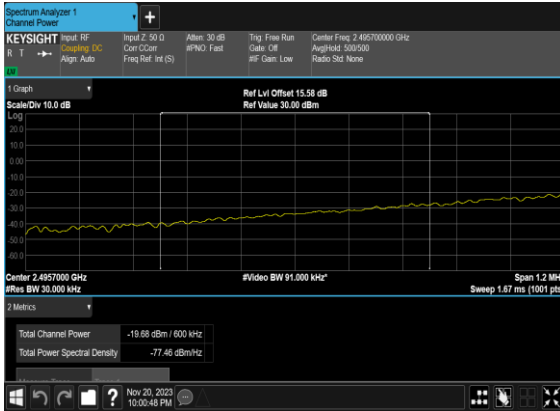 Spectrum Analyzer 1
Channel Power
+
KEYSIGHT
R T
Input: RF
Coupling: DC
Align: Auto
Input Z: 50 Ω
Corr CCorr
Freq Ref: Int (S)
Atten: 30 dB
#PNO: Fast
Trig: Free Run
Gate: Off
#IF Gain: Low
Center Freq: 2.495700000 GHz
Avg|Hold: 500/500
Radio Std: None
1 Graph
Scale/Div 10.0 dB
Ref Lvl Offset 15.58 dB
Ref Value 30.00 dBm
Log
20.0
10.0
0.00
-10.0
-20.0
-30.0
-40.0
-50.0
-60.0
Center 2.4957000 GHz
#Res BW 30.000 kHz
#Video BW 91.000 kHz*
Span 1.2 MH
Sweep 1.67 ms (1001 pts
2 Metrics
Total Channel Power -19.68 dBm / 600 kHz
Total Power Spectral Density -77.46 dBm/Hz
?
Nov 20, 2023
10:00:48 PM